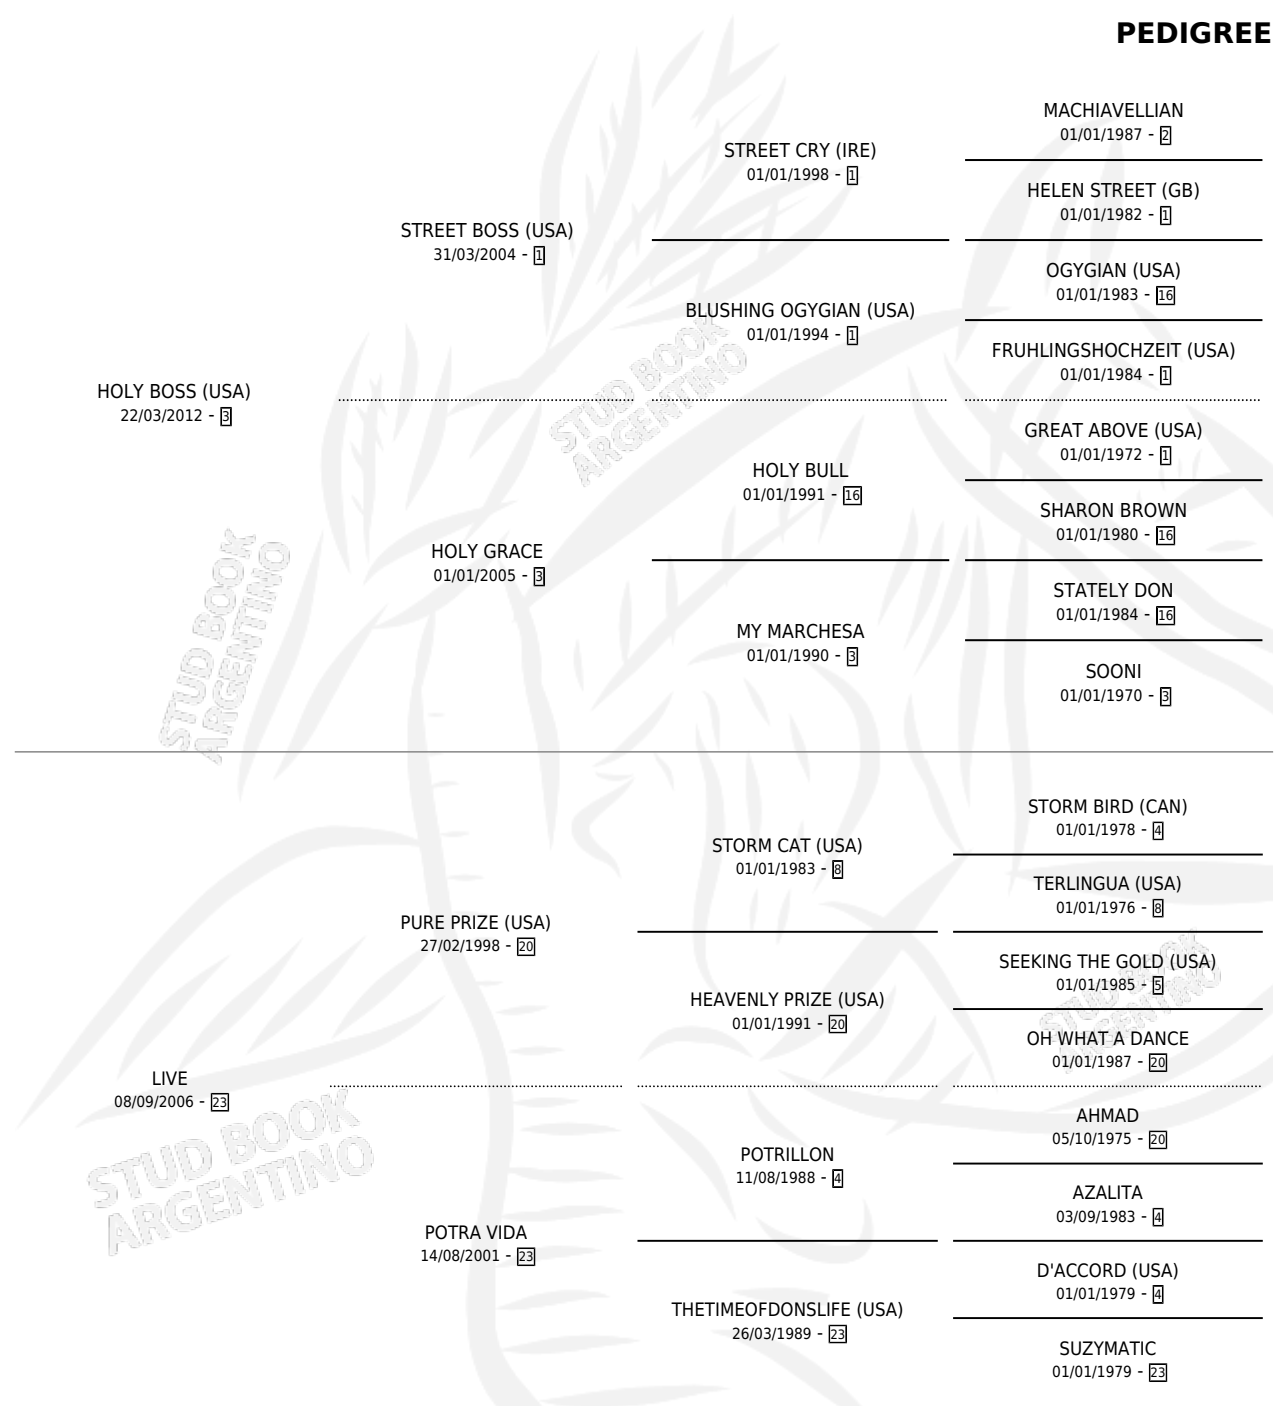 PEDIGREE
MACHIAVELLIAN
01/01/1987 - 2
STREET CRY (IRE)
01/01/1998 - 1
HELEN STREET (GB)
01/01/1982 - 1
STREET BOSS (USA)
31/03/2004 - 1
OGYGIAN (USA)
01/01/1983 - 16
BLUSHING OGYGIAN (USA)
01/01/1994 - 1
FRUHLINGSHOCHZEIT (USA)
01/01/1984 - 1
HOLY BOSS (USA)
22/03/2012 - 3
GREAT ABOVE (USA)
01/01/1972 - 1
HOLY BULL
01/01/1991 - 16
SHARON BROWN
01/01/1980 - 16
HOLY GRACE
01/01/2005 - 3
STATELY DON
01/01/1984 - 16
MY MARCHESA
01/01/1990 - 3
SOONI
01/01/1970 - 3
STORM BIRD (CAN)
01/01/1978 - 4
STORM CAT (USA)
01/01/1983 - 8
TERLINGUA (USA)
01/01/1976 - 8
PURE PRIZE (USA)
27/02/1998 - 20
SEEKING THE GOLD (USA)
01/01/1985 - 5
HEAVENLY PRIZE (USA)
01/01/1991 - 20
OH WHAT A DANCE
01/01/1987 - 20
LIVE
08/09/2006 - 23
AHMAD
05/10/1975 - 20
POTRILLON
11/08/1988 - 4
AZALITA
03/09/1983 - 4
POTRA VIDA
14/08/2001 - 23
D'ACCORD (USA)
01/01/1979 - 4
THETIMEOFDONSLIFE (USA)
26/03/1989 - 23
SUZYMATIC
01/01/1979 - 23
STUD BOOK
ARGENTINO
STUD BOOK
ARGENTINO
STUD BOOK
ARGENTINO
STUD BOOK
ARGENTINO